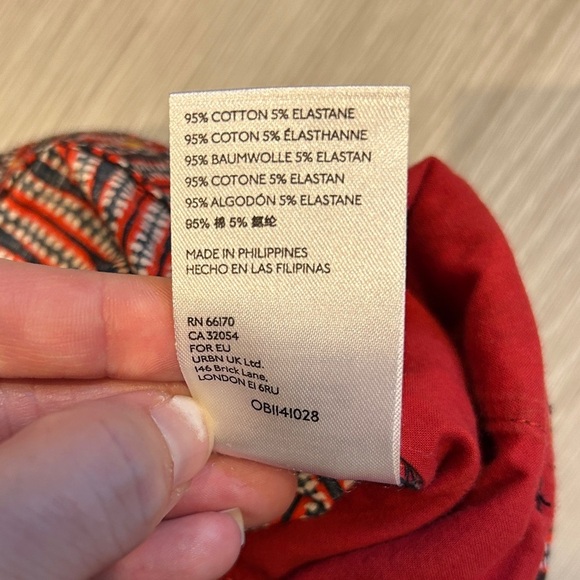 95% COTTON 5% ELASTANE
95% COTON 5% ÉLASTHANNE
95% BAUMWOLLE 5% ELASTAN
95% COTONE 5% ELASTAN
95% ALGODÓN 5% ELASTANE
95% 棉 5% 氨纶
MADE IN PHILIPPINES
HECHO EN LAS FILIPINAS
RN 66170
CA 32054
FOR EU
URBN UK Ltd.
146 Brick Lane,
LONDON E1 6RU
OB1141028